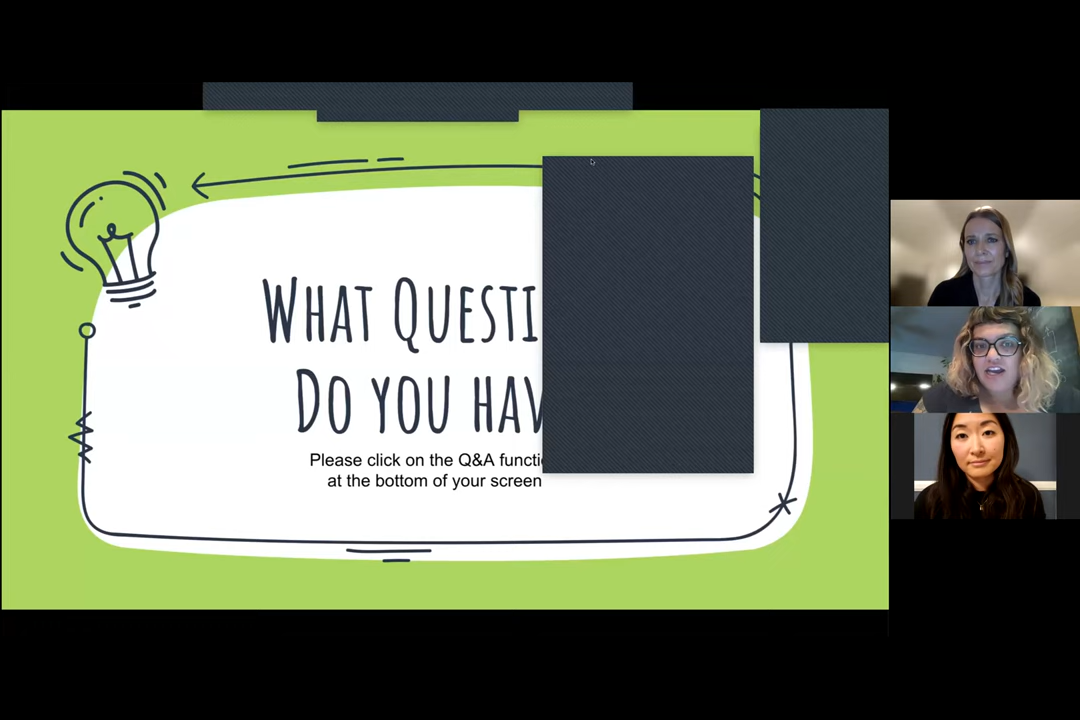 WHAT QUESTI
DO YOU HAV
Please click on the Q&A functi
at the bottom of your screen